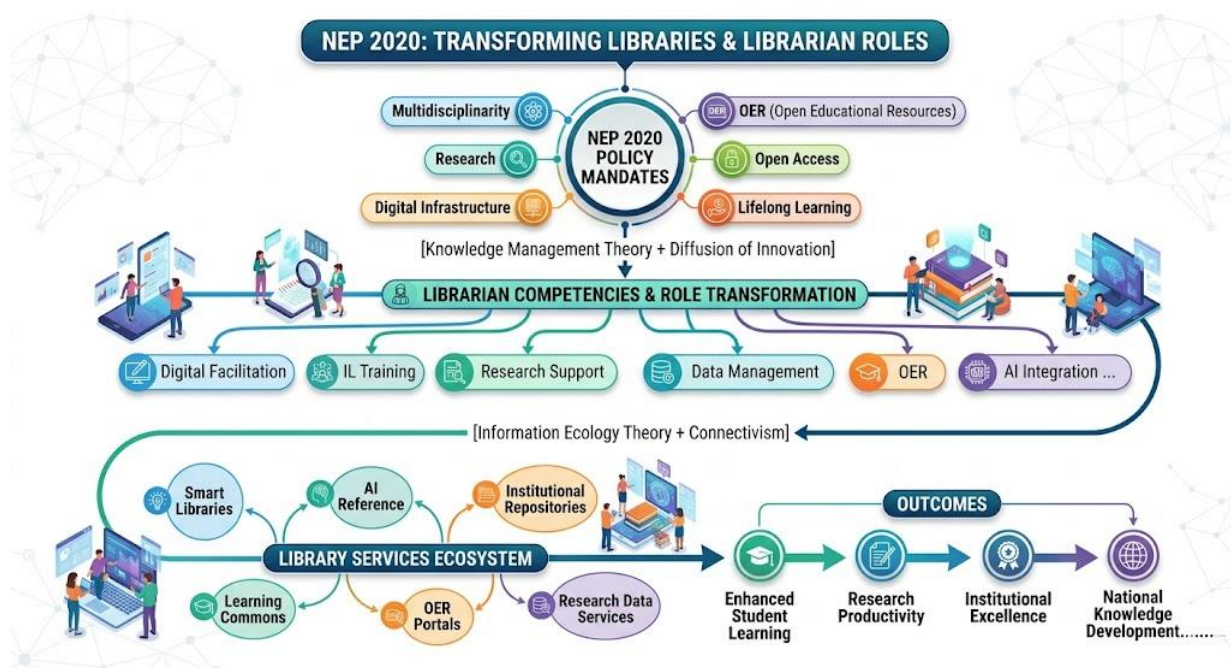 NEP 2020: TRANSFORMING LIBRARIES & LIBRARIAN ROLES
Multidisciplinarity
Research
Digital Infrastructure
NEP 2020
POLICY
MANDATES
OER
OER (Open Educational Resources)
Open Access
Lifelong Learning
[Knowledge Management Theory + Diffusion of Innovation]
LIBRARIAN COMPETENCIES & ROLE TRANSFORMATION
Digital Facilitation
IL Training
Research Support
Data Management
OER
AI Integration ...
[Information Ecology Theory + Connectivism]
Smart
Libraries
AI
Reference
Institutional
Repositories
LIBRARY SERVICES ECOSYSTEM
Learning
Commons
OER
Portals
Research Data
Services
OUTCOMES
Enhanced
Student
Learning
Research
Productivity
Institutional
Excellence
National
Knowledge
Development.......